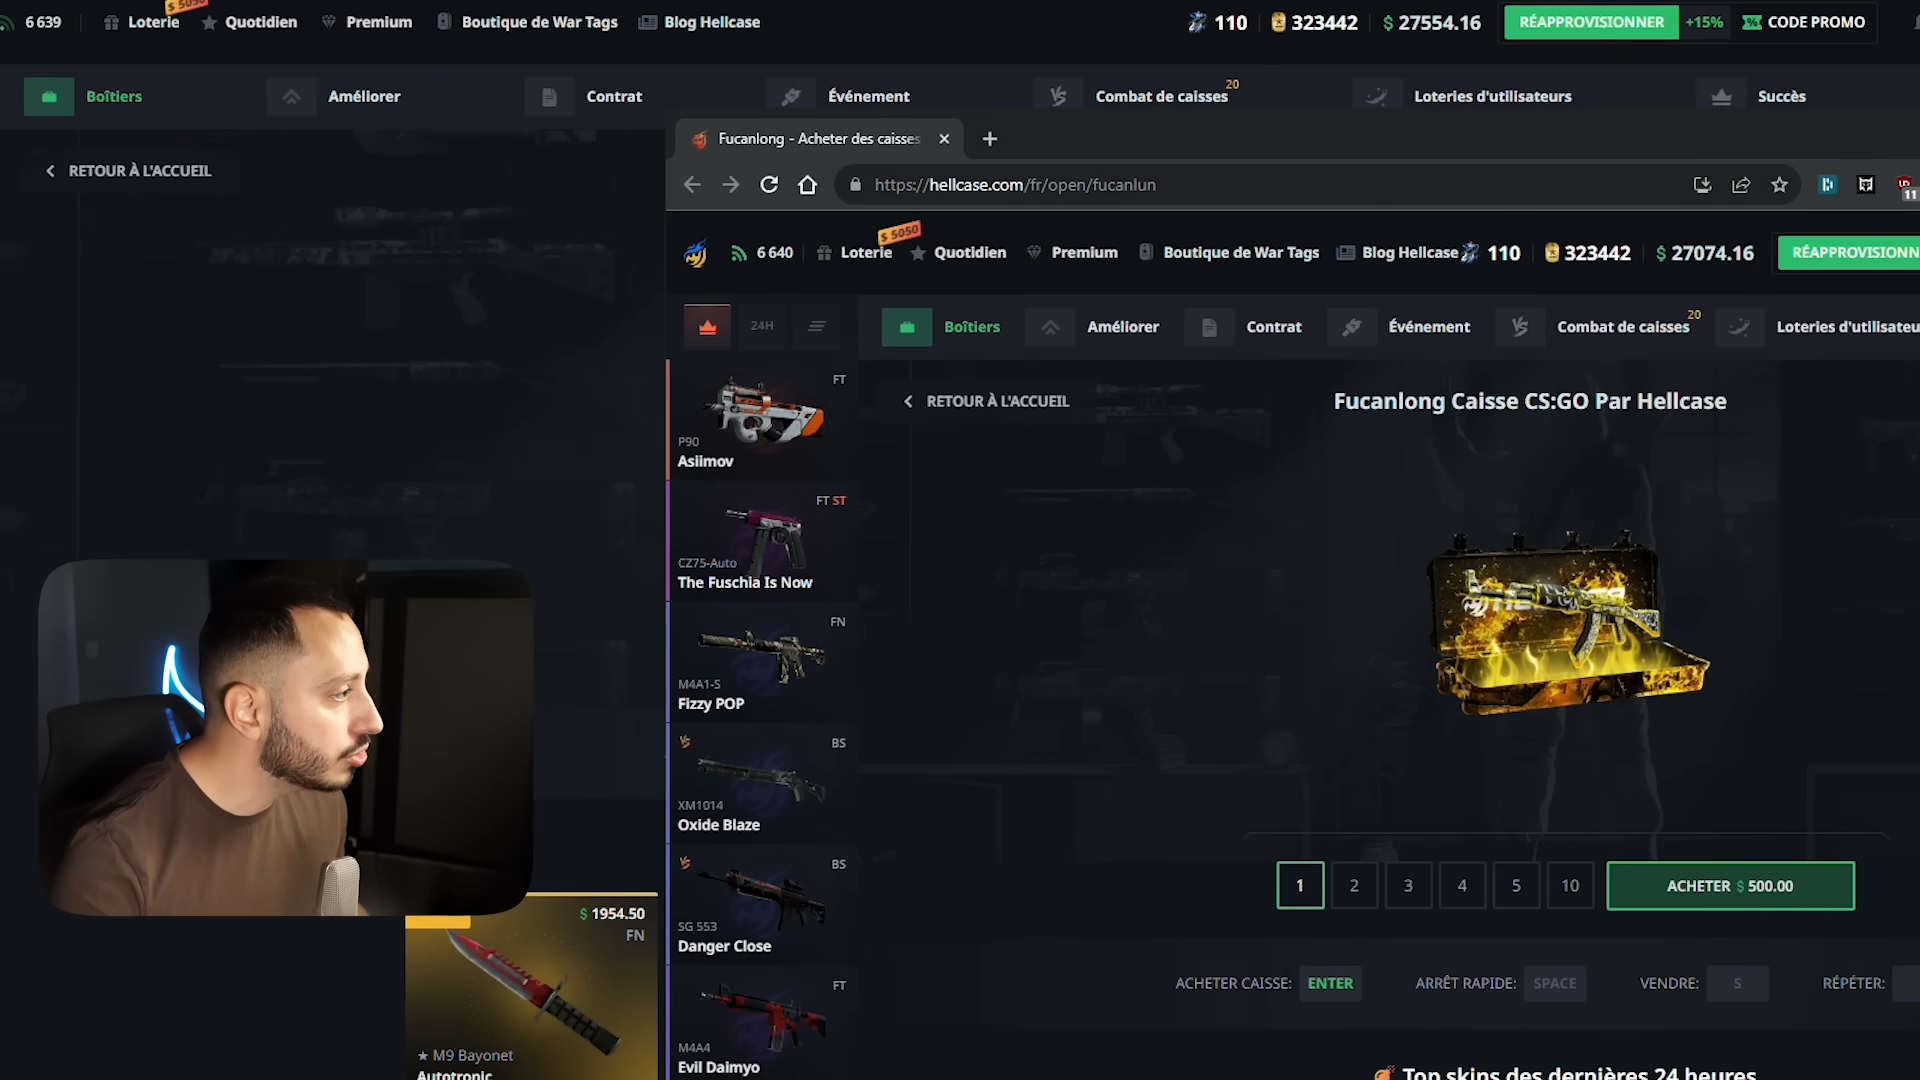 6 639
Loterie
$ 5050
Quotidien
Premium
Boutique de War Tags
Blog Hellcase
110
323442
$ 27554.16
RÉAPPROVISIONNER
+15%
CODE PROMO
Boîtiers
Améliorer
Contrat
Événement
Combat de caisses
20
Loteries d'utilisateurs
Succès
RETOUR À L'ACCUEIL
Fucanlong - Acheter des caisses
https://hellcase.com/fr/open/fucanlun
11
6 640
Loterie
$ 5050
Quotidien
Premium
Boutique de War Tags
Blog Hellcase
110
323442
$ 27074.16
RÉAPPROVISIONN
24H
Boîtiers
Améliorer
Contrat
Événement
Combat de caisses
20
Loteries d'utilisateu
FT
P90
Asiimov
FT ST
CZ75-Auto
The Fuschia Is Now
FN
M4A1-S
Fizzy POP
BS
XM1014
Oxide Blaze
BS
SG 553
Danger Close
FT
M4A4
Evil Daimyo
RETOUR À L'ACCUEIL
Fucanlong Caisse CS:GO Par Hellcase
1
2
3
4
5
10
ACHETER $ 500.00
ACHETER CAISSE: ENTER
ARRÊT RAPIDE: SPACE
VENDRE: S
RÉPÉTER:
Top skins des dernières 24 heures
$ 1954.50
FN
★ M9 Bayonet
Autotronic